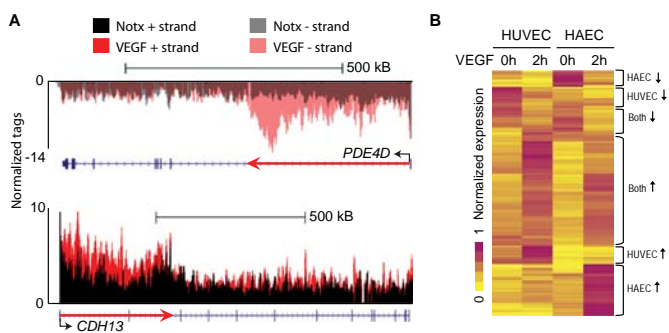 A
Notx + strand
Notx - strand
VEGF + strand
VEGF - strand
500 kB
0
Normalized tags
-14
PDE4D
10
500 kB
0
CDH13
B
HUVEC HAEC
VEGF 0h 2h 0h 2h
HAEC ↓
HUVEC ↓
Both ↓
Both ↑
HUVEC ↑
HAEC ↑
0 1 Normalized expression